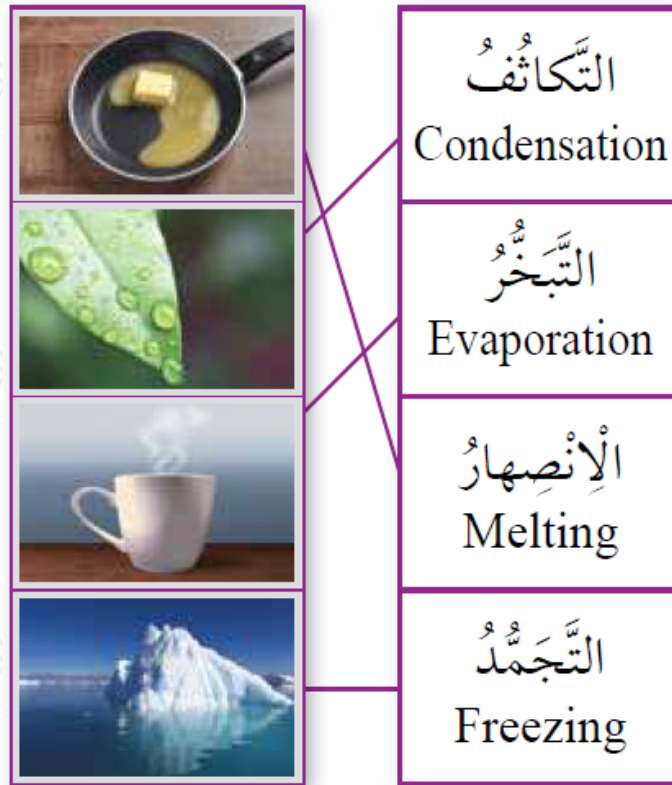 التَّكاثُفُ
Condensation
التَّبَخُّرُ
Evaporation
الْاِنْصِهارُ
Melting
التَّجَمُّدُ
Freezing